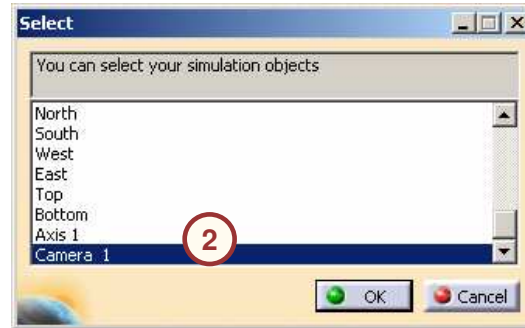 Select
You can select your simulation objects
North
South
West
East
Top
Bottom
Axis 1
Camera 1
2
OK Cancel